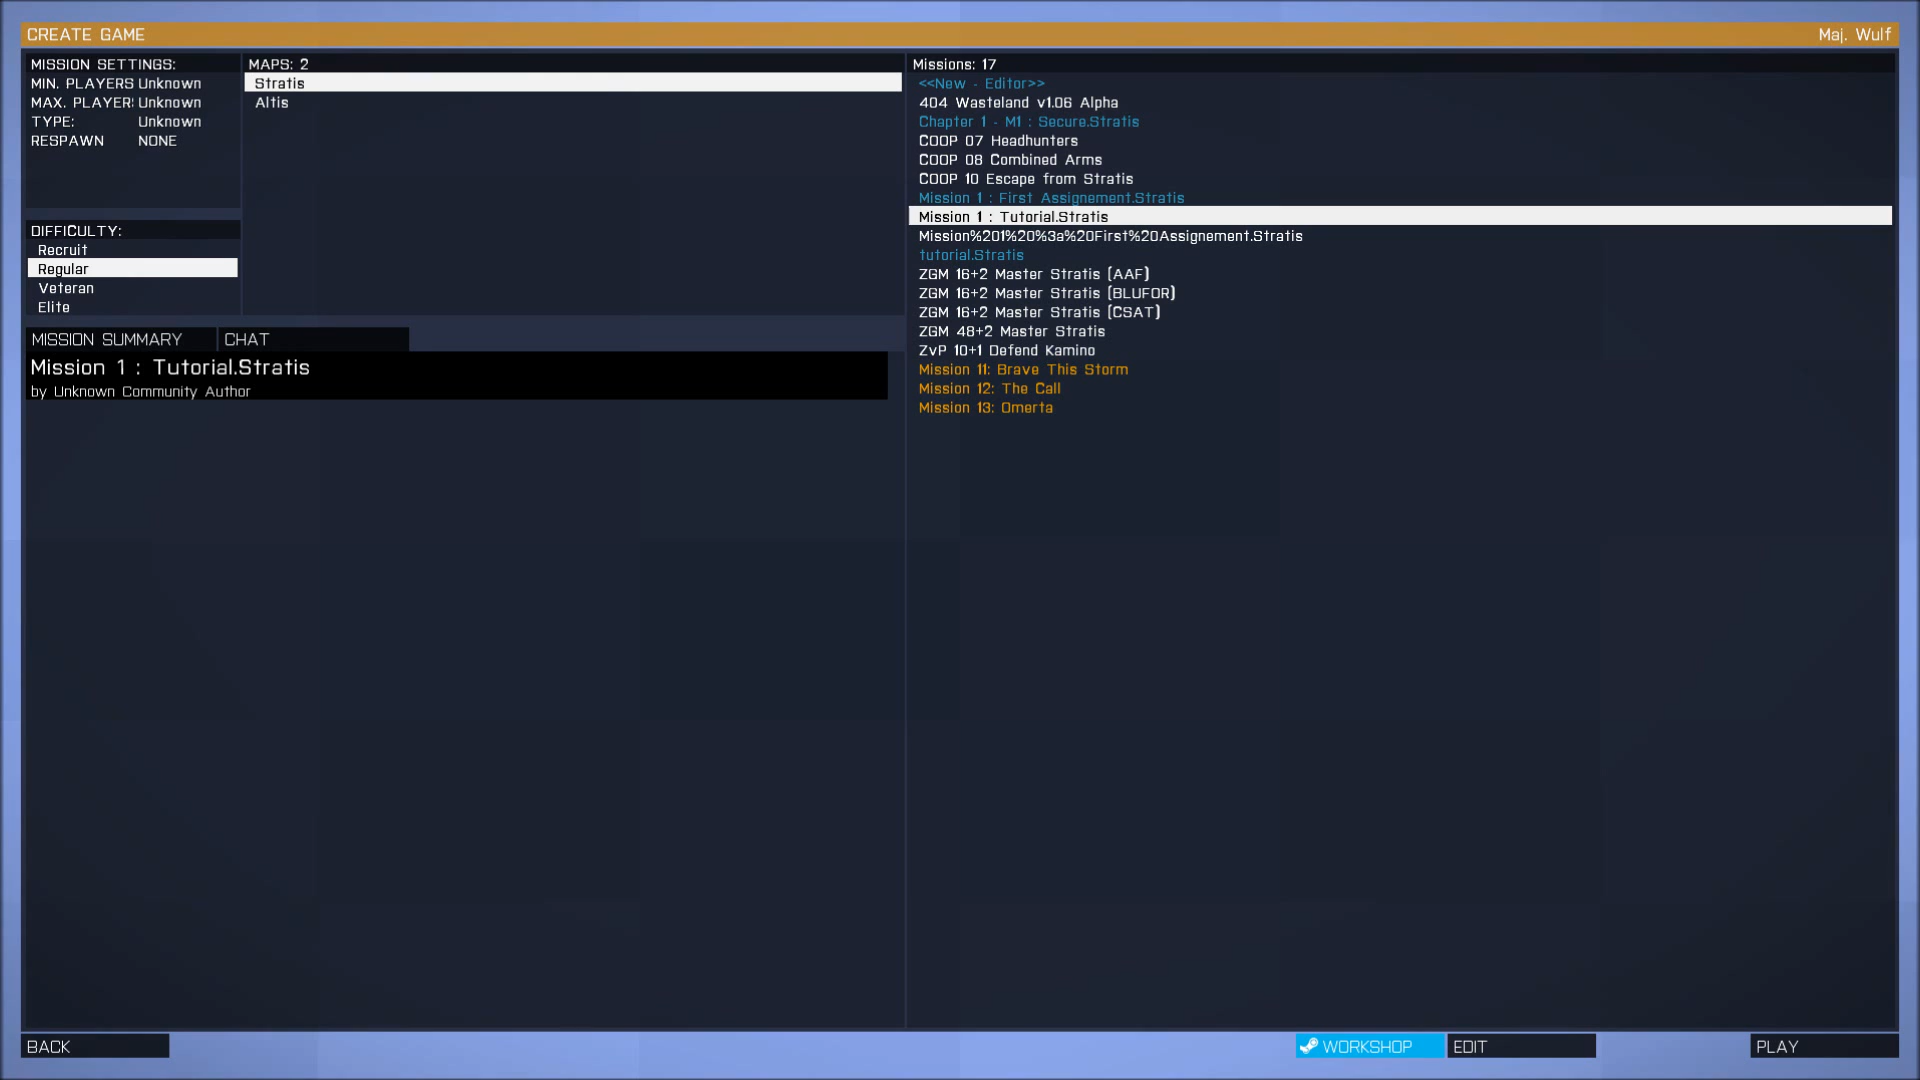 CREATE GAME
Maj. Wulf
MISSION SETTINGS:
MIN. PLAYERS Unknown
MAX. PLAYER: Unknown
TYPE: Unknown
RESPAWN NONE
DIFFICULTY:
Recruit
Regular
Veteran
Elite
MAPS: 2
Stratis
Altis
MISSION SUMMARY
CHAT
Mission 1 : Tutorial.Stratis
by Unknown Community Author
Missions: 17
<<New - Editor>>
404 Wasteland v1.06 Alpha
Chapter 1 - M1 : Secure.Stratis
COOP 07 Headhunters
COOP 08 Combined Arms
COOP 10 Escape from Stratis
Mission 1 : First Assignement.Stratis
Mission 1 : Tutorial.Stratis
Mission%201%20%3a%20First%20Assignement.Stratis
tutorial.Stratis
ZGM 16+2 Master Stratis (AAF)
ZGM 16+2 Master Stratis (BLUFOR)
ZGM 16+2 Master Stratis (CSAT)
ZGM 48+2 Master Stratis
ZvP 10+1 Defend Kamino
Mission 11: Brave This Storm
Mission 12: The Call
Mission 13: Omerta
BACK
WORKSHOP
EDIT
PLAY